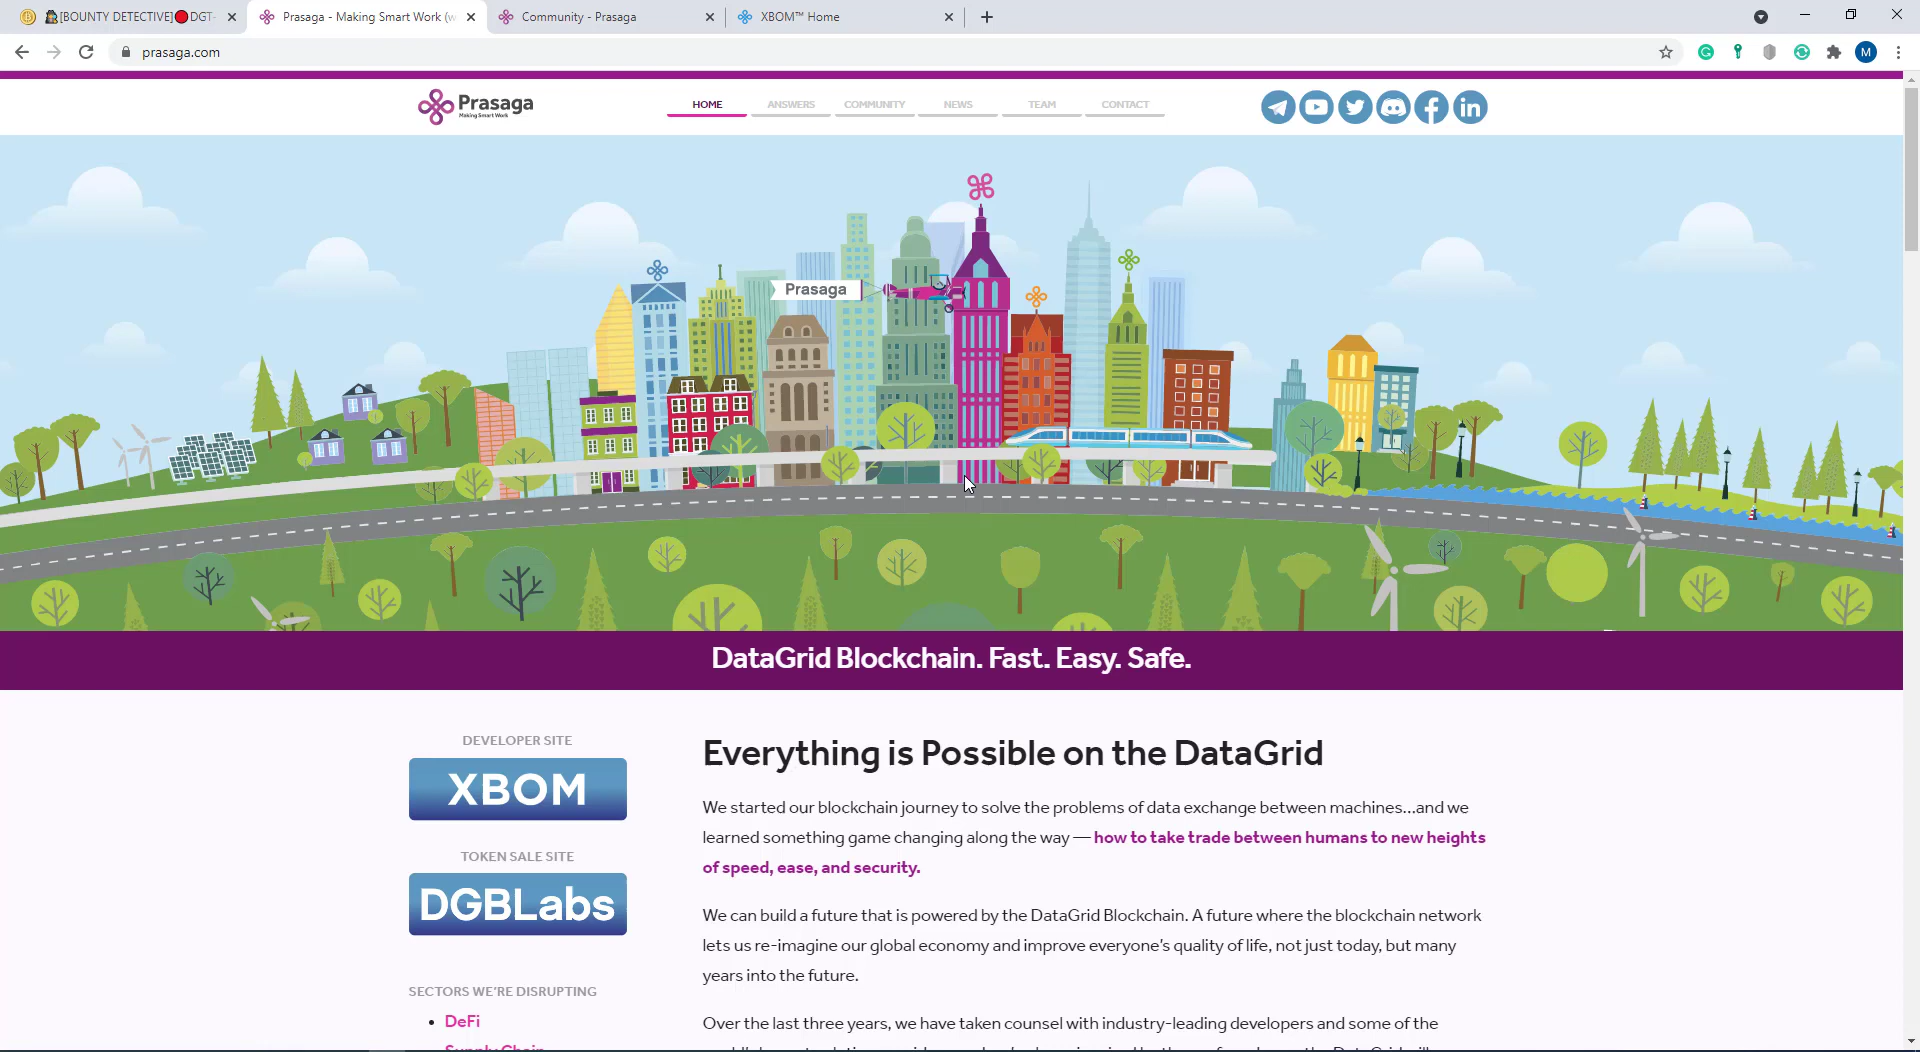 [BOUNTY DETECTIVE]🔴DGT-
Prasaga - Making Smart Work (w
Community - Prasaga
XBOM™ Home
prasaga.com
M
Prasaga
Making Smart Work
HOME
ANSWERS
COMMUNITY
NEWS
TEAM
CONTACT
Prasaga
DataGrid Blockchain. Fast. Easy. Safe.
DEVELOPER SITE
XBOM
TOKEN SALE SITE
DGBLabs
SECTORS WE'RE DISRUPTING
• DeFi
Supply Chain
Everything is Possible on the DataGrid
We started our blockchain journey to solve the problems of data exchange between machines...and we
learned something game changing along the way — how to take trade between humans to new heights
of speed, ease, and security.
We can build a future that is powered by the DataGrid Blockchain. A future where the blockchain network
lets us re-imagine our global economy and improve everyone's quality of life, not just today, but many
years into the future.
Over the last three years, we have taken counsel with industry-leading developers and some of the